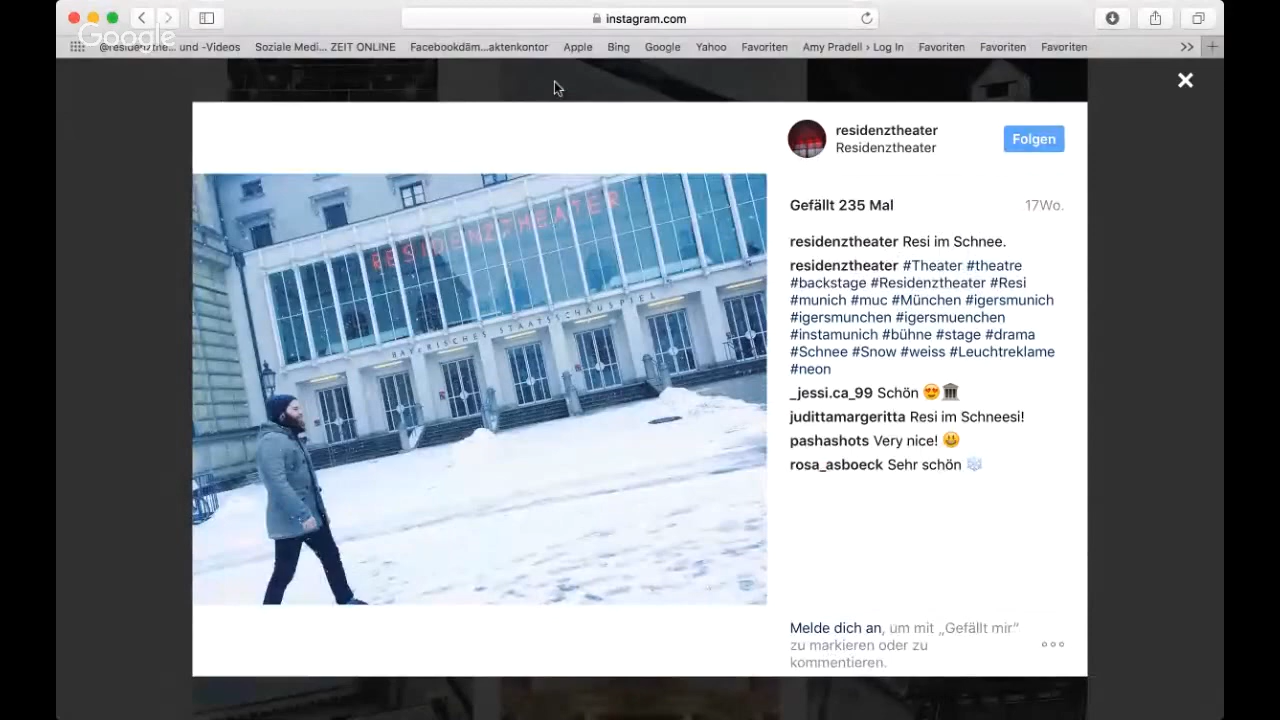 instagram.com
Google
@residenzthe... und -Videos Soziale Medi... ZEIT ONLINE Facebookdäm...aktenkontor Apple Bing Google Yahoo Favoriten Amy Pradell › Log In Favoriten Favoriten Favoriten
residenztheater
Residenztheater
Folgen
RESIDENZTHEATER
BAYERISCHES STAATSSCHAUSPIEL
Gefällt 235 Mal 17Wo.
residenztheater Resi im Schnee.
residenztheater #Theater #theatre
#backstage #Residenztheater #Resi
#munich #muc #München #igersmunich
#igersmunchen #igersmuenchen
#instamunich #bühne #stage #drama
#Schnee #Snow #weiss #Leuchtreklame
#neon
_jessi.ca_99 Schön 😍🏛
judittamargeritta Resi im Schneesi!
pashashots Very nice! 😃
rosa_asboeck Sehr schön ❄️
Melde dich an, um mit „Gefällt mir“
zu markieren oder zu
kommentieren.